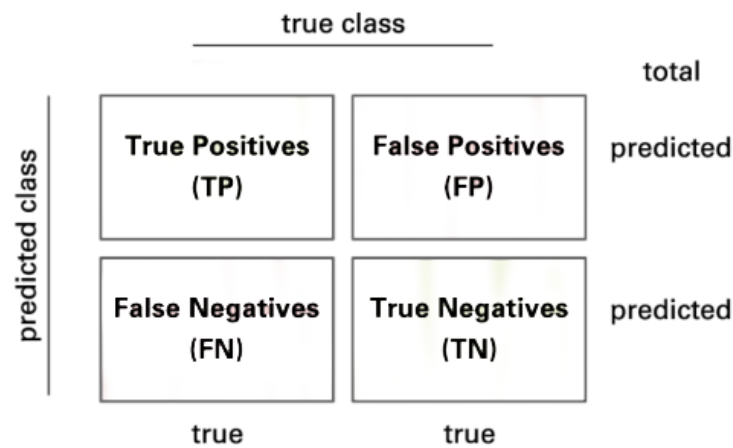 true class
total
predicted class
True Positives
(TP)
False Positives
(FP)
predicted
False Negatives
(FN)
True Negatives
(TN)
predicted
true
true